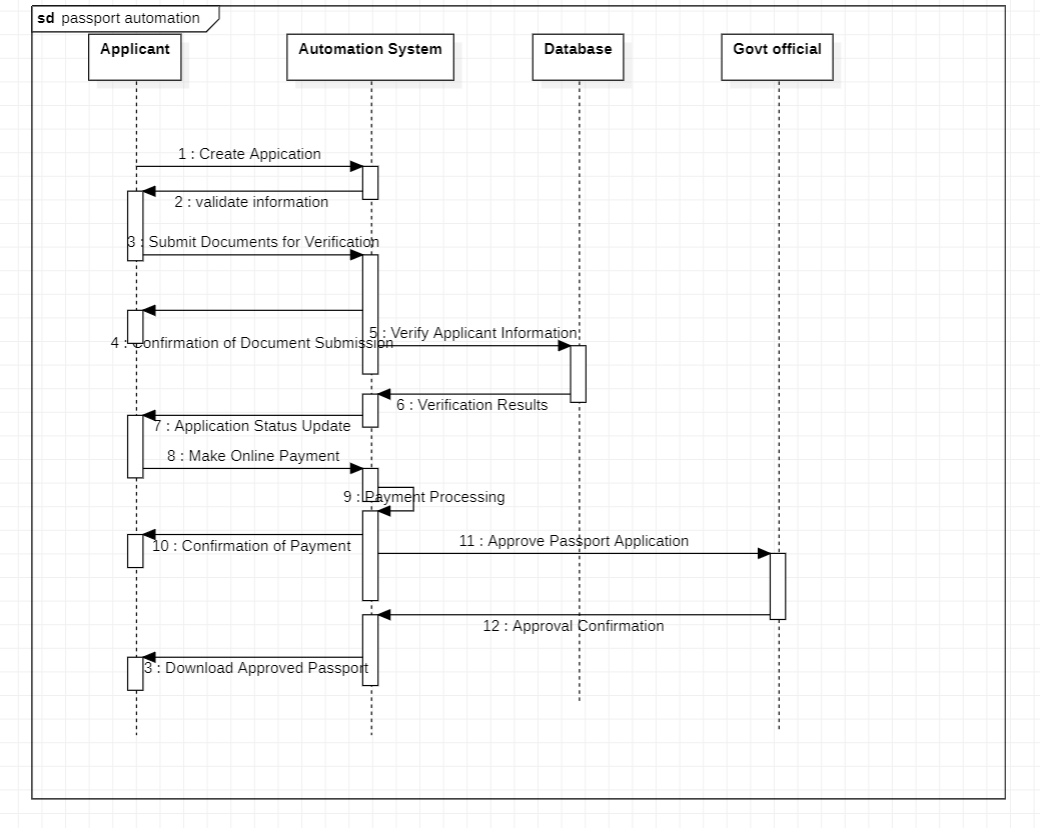 sd passport automation
Applicant
Automation System
Database
Govt official
1 : Create Appication
2 : validate information
3 : Submit Documents for Verification
5 : Verify Applicant Information
4 : Confirmation of Document Submission
6 : Verification Results
7 : Application Status Update
8 : Make Online Payment
9 : Payment Processing
11 : Approve Passport Application
10 : Confirmation of Payment
12 : Approval Confirmation
3 : Download Approved Passport